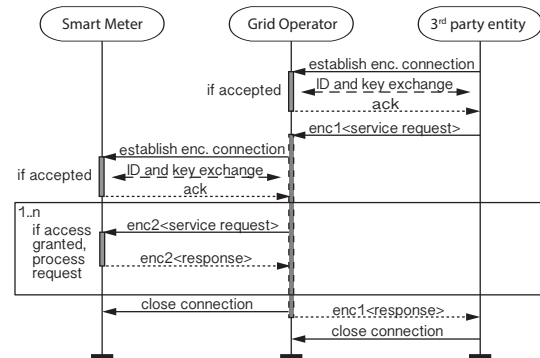 Smart Meter
Grid Operator
3rd party entity
establish enc. connection
ID and key exchange
if accepted
ack
enc1<service request>
establish enc. connection
ID and key exchange
if accepted
ack
1..n
if access
granted,
process
request
enc2<service request>
enc2<response>
close connection
enc1<response>
close connection